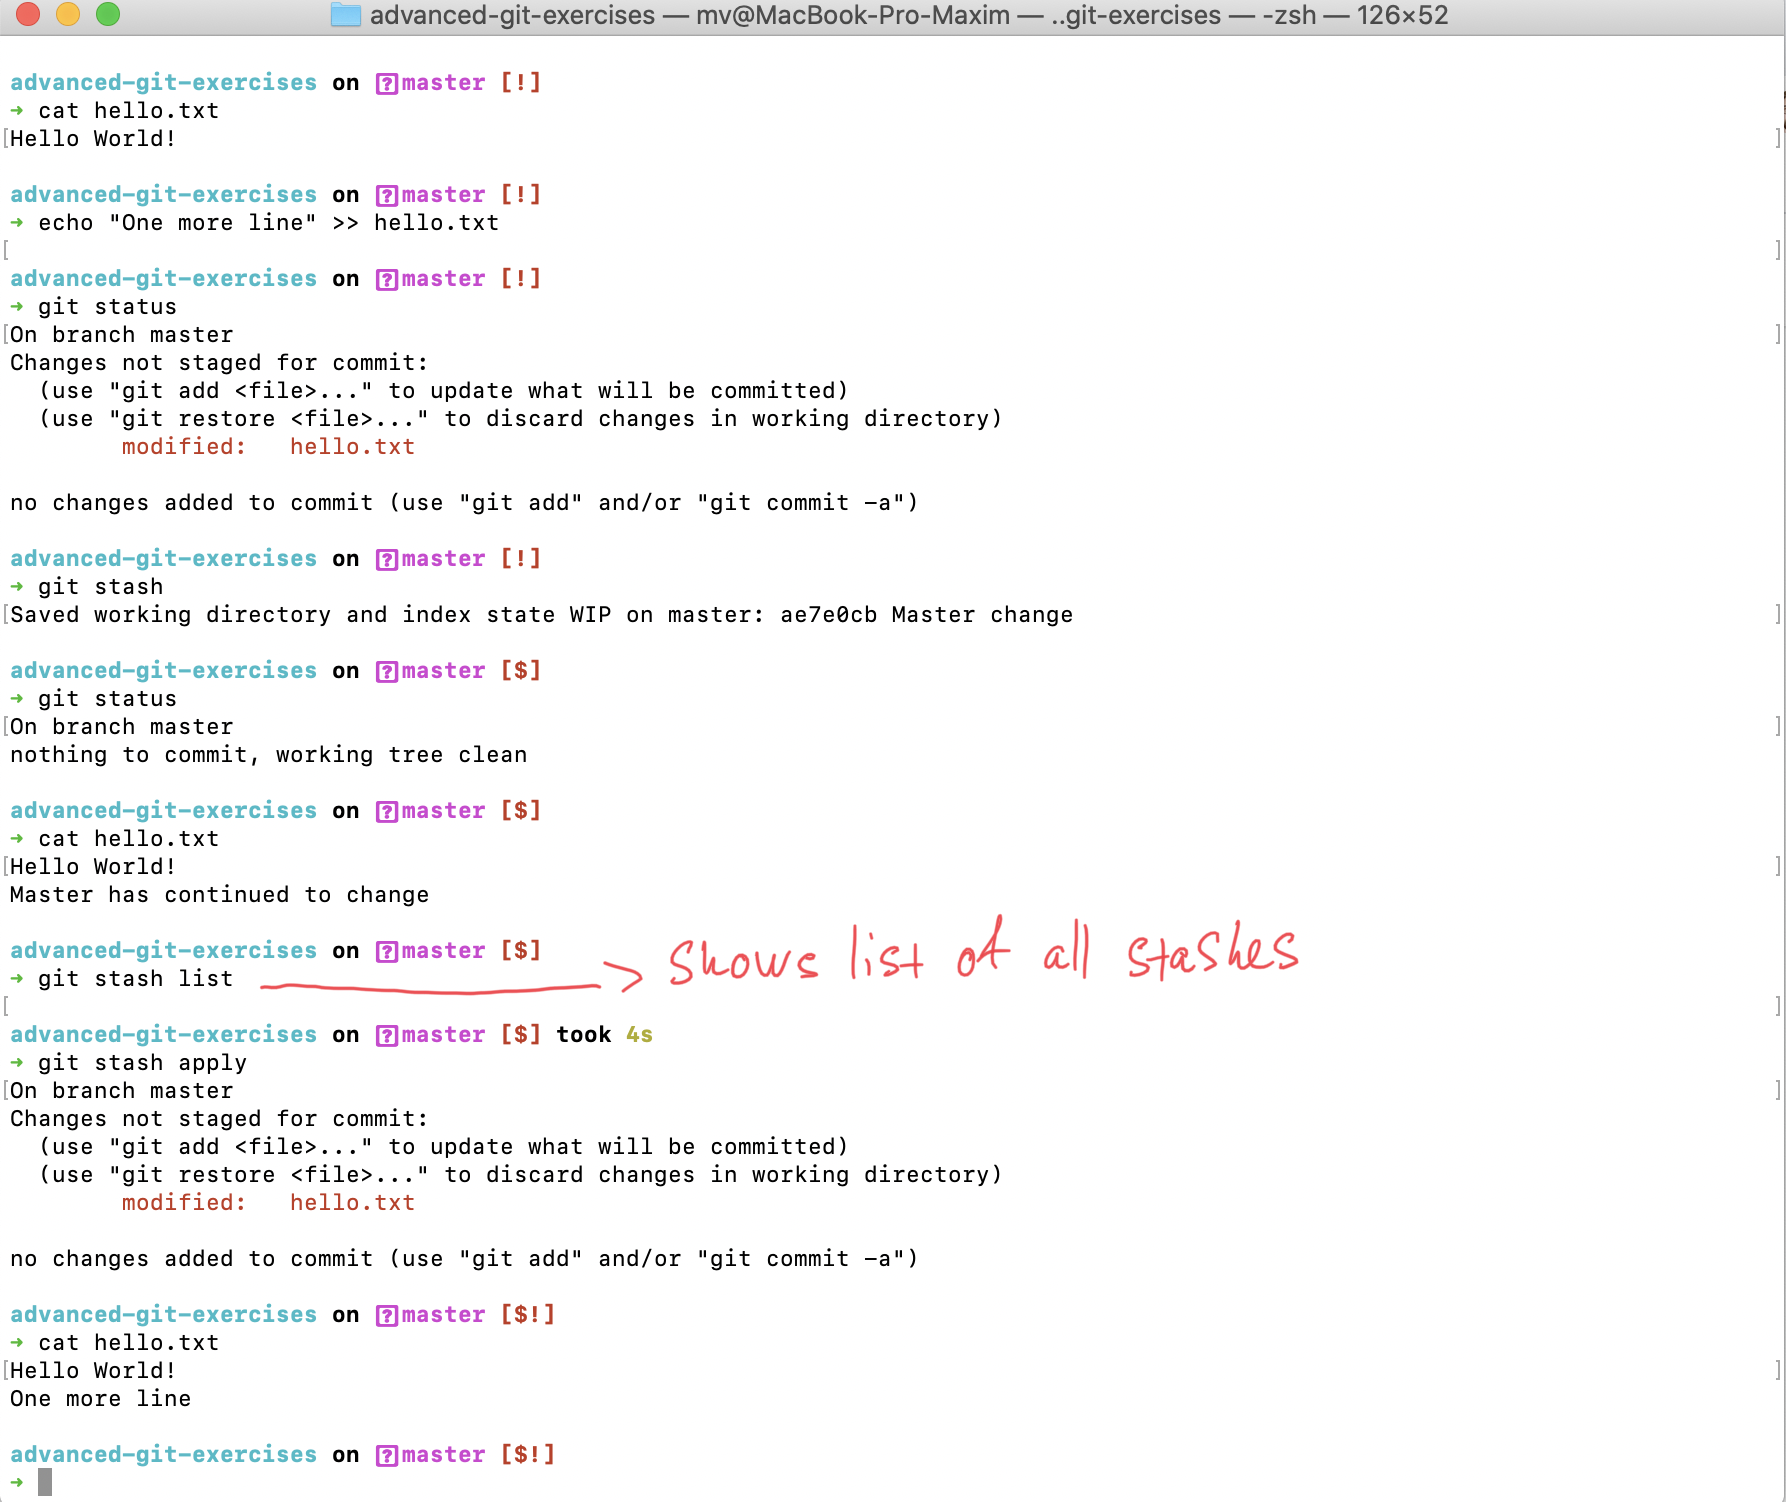 advanced-git-exercises — mv@MacBook-Pro-Maxim — ..git-exercises — -zsh — 126×52
advanced-git-exercises on ?master [!]
→ cat hello.txt
[Hello World! ]
advanced-git-exercises on ?master [!]
→ echo "One more line" >> hello.txt
[ ]
advanced-git-exercises on ?master [!]
→ git status
[On branch master ]
Changes not staged for commit:
(use "git add <file>..." to update what will be committed)
(use "git restore <file>..." to discard changes in working directory)
modified: hello.txt
no changes added to commit (use "git add" and/or "git commit -a")
advanced-git-exercises on ?master [!]
→ git stash
[Saved working directory and index state WIP on master: ae7e0cb Master change ]
advanced-git-exercises on ?master [$]
→ git status
[On branch master ]
nothing to commit, working tree clean
advanced-git-exercises on ?master [$]
→ cat hello.txt
[Hello World! ]
Master has continued to change
advanced-git-exercises on ?master [$]
→ git stash list → Shows list of all stashes
[ ]
advanced-git-exercises on ?master [$] took 4s
→ git stash apply
[On branch master ]
Changes not staged for commit:
(use "git add <file>..." to update what will be committed)
(use "git restore <file>..." to discard changes in working directory)
modified: hello.txt
no changes added to commit (use "git add" and/or "git commit -a")
advanced-git-exercises on ?master [$!]
→ cat hello.txt
[Hello World! ]
One more line
advanced-git-exercises on ?master [$!]
→